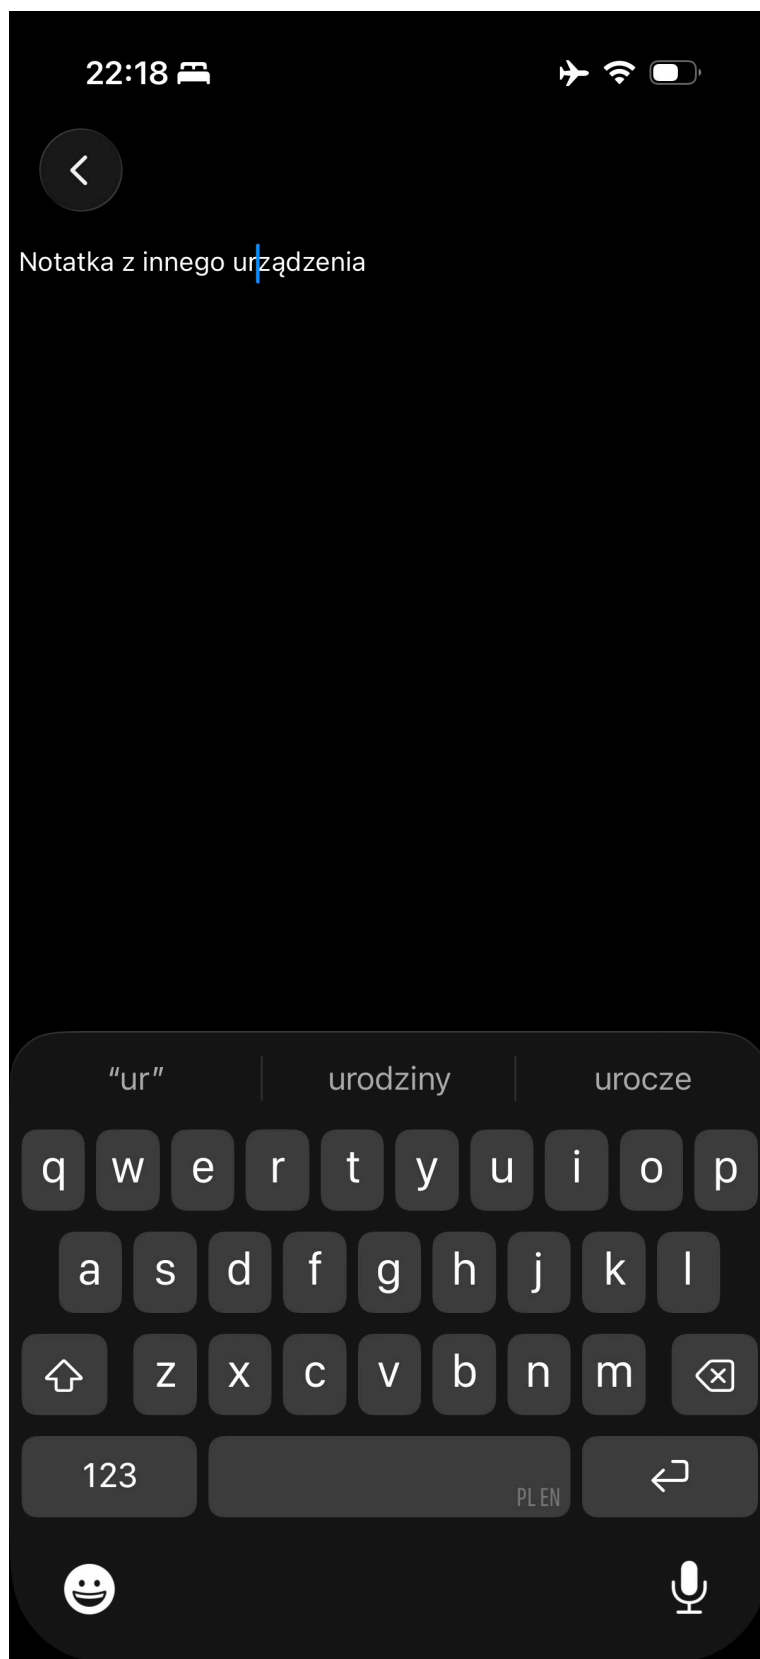 22:18
Notatka z innego urządzenia
“ur” urodziny urocze
q w e r t y u i o p
a s d f g h j k l
z x c v b n m
123 PL EN